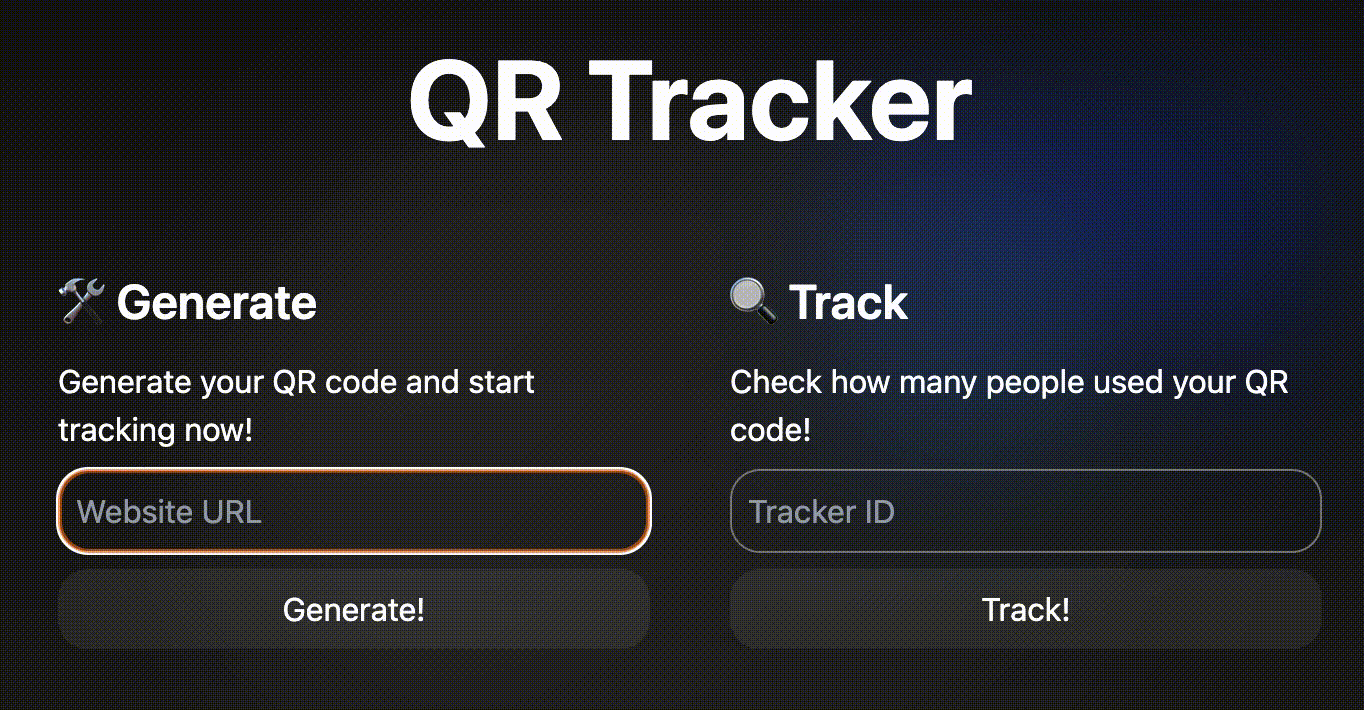 QR Tracker
🛠️ Generate
Generate your QR code and start
tracking now!
Website URL
Generate!
🔍 Track
Check how many people used your QR
code!
Tracker ID
Track!